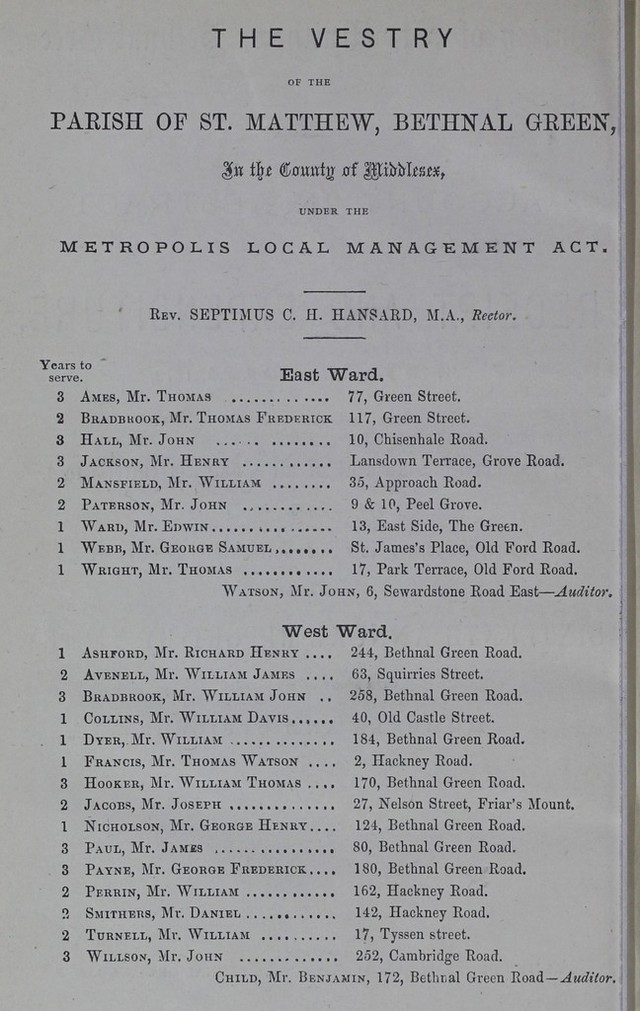 THE VESTRY
OF THE
PARISH OF ST. MATTHEW, BETHNAL GREEN,
In the County of Middlesex,
UNDER THE
METROPOLIS LOCAL MANAGEMENT ACT.
Rev. SEPTIMUS C. H. HANSARD, M.A., Rector.
Years to
serve.
East Ward.
3 Ames, Mr. Thomas .............. 77, Green Street.
2 Bradbrook, Mr. Thomas Frederick 117, Green Street.
3 Hall, Mr. John .............. 10, Chisenhale Road.
3 Jackson, Mr. Henry ............ Lansdown Terrace, Grove Road.
2 Mansfield, Mr. William ........ 35, Approach Road.
2 Paterson, Mr. John ............ 9 & 10, Peel Grove.
1 Ward, Mr. Edwin................ 13, East Side, The Green.
1 Webb, Mr. George Samuel........ St. James's Place, Old Ford Road.
1 Wright, Mr. Thomas ............ 17, Park Terrace, Old Ford Road.
Watson, Mr. John, 6, Sewardstone Road East—Auditor.
West Ward.
1 Ashford, Mr. Richard Henry .... 244, Bethnal Green Road.
2 Avenell, Mr. William James .... 63, Squirries Street.
3 Bradbrook, Mr. William John .. 258, Bethnal Green Road.
1 Collins, Mr. William Davis...... 40, Old Castle Street.
1 Dyer, Mr. William .............. 184, Bethnal Green Road.
1 Francis, Mr. Thomas Watson .... 2, Hackney Road.
3 Hooker, Mr. William Thomas .... 170, Bethnal Green Road.
2 Jacobs, Mr. Joseph .............. 27, Nelson Street, Friar's Mount.
1 Nicholson, Mr. George Henry.... 124, Bethnal Green Road.
3 Paul, Mr. James ................ 80, Bethnal Green Road.
3 Payne, Mr. George Frederick.... 180, Bethnal Green Road.
2 Perrin, Mr. William ............ 162, Hackney Road.
2 Smithers, Mr. Daniel ............ 142, Hackney Road.
2 Turnell, Mr. William .......... 17, Tyssen street.
3 Willson, Mr. John ............. 252, Cambridge Road.
Child, Mr. Benjamin, 172, Bethnal Green Road—Auditor.